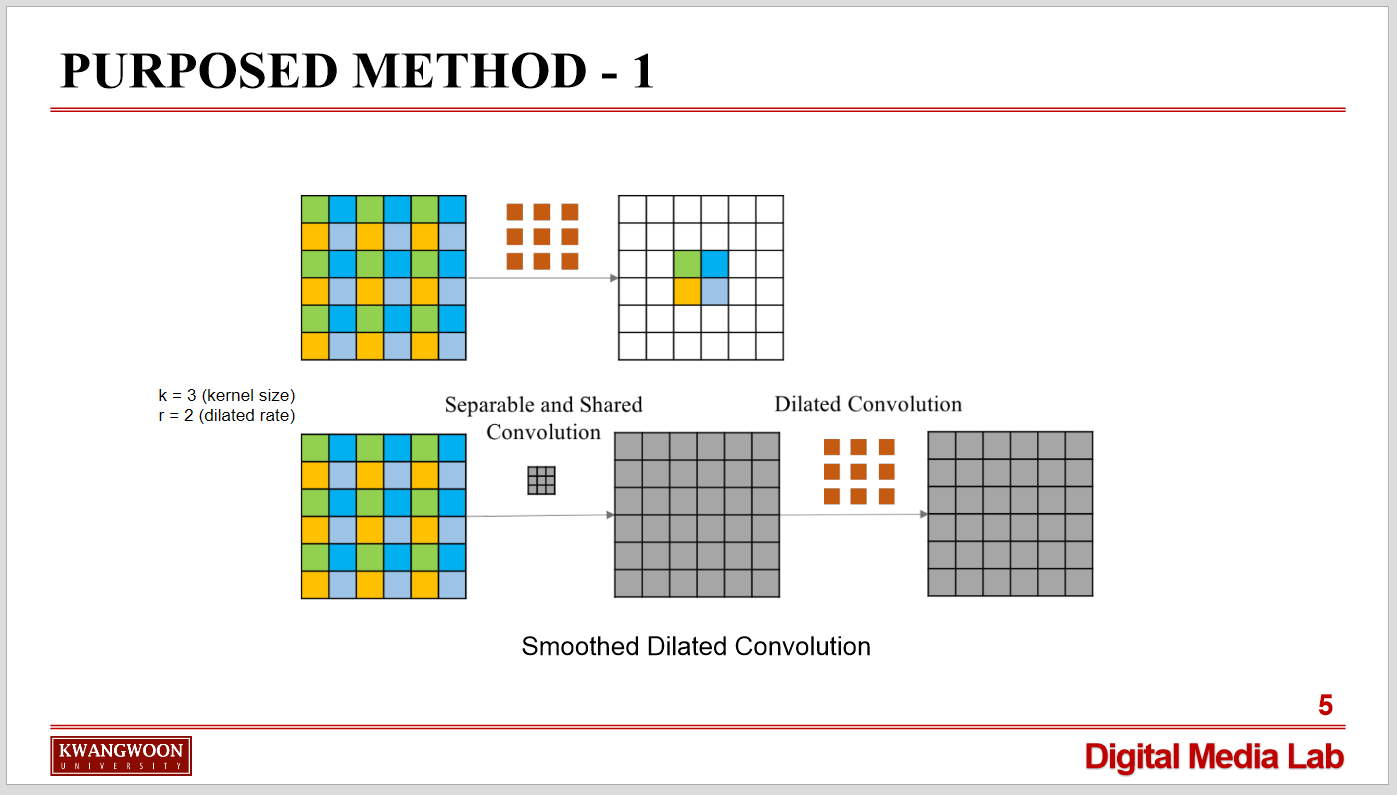 PURPOSED METHOD - 1
k = 3 (kernel size)
r = 2 (dilated rate)
Separable and Shared
Convolution
Dilated Convolution
Smoothed Dilated Convolution
5
KWANGWOON
UNIVERSITY
Digital Media Lab